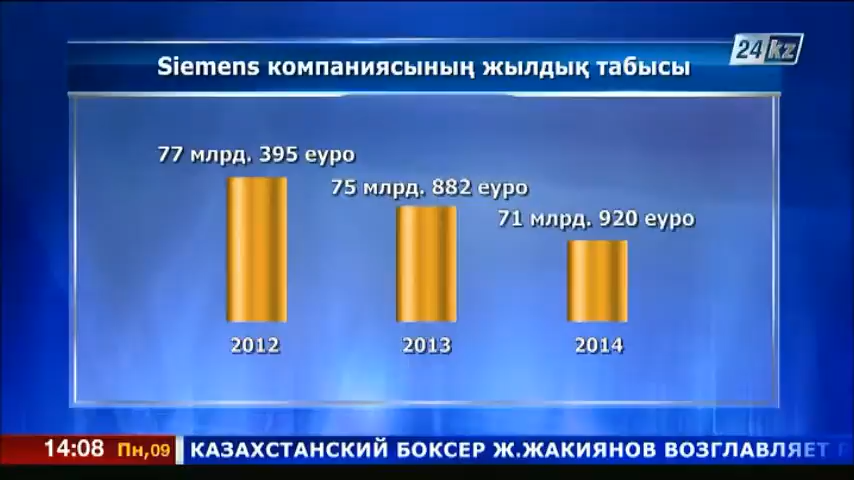 24kz
Siemens компаниясының жылдық табысы
77 млрд. 395 еуро
75 млрд. 882 еуро
71 млрд. 920 еуро
2012
2013
2014
14:08 Пн,09 КАЗАХСТАНСКИЙ БОКСЕР Ж.ЖАКИЯНОВ ВОЗГЛАВЛЯЕТ